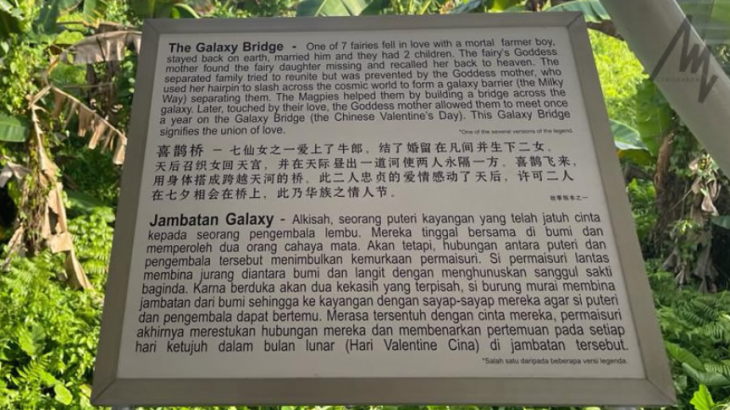 The Galaxy Bridge - One of 7 fairies fell in love with a mortal farmer boy,
stayed back on earth, married him and they had 2 children. The fairy's Goddess
mother found the fairy daughter missing and recalled her back to heaven. The
separated family tried to reunite but was prevented by the Goddess mother, who
used her hairpin to slash across the cosmic world to form a galaxy barrier (the Milky
Way) separating them. The Magpies helped them by building a bridge across the
galaxy. Later, touched by their love, the Goddess mother allowed them to meet once
a year on the Galaxy Bridge (the Chinese Valentine's Day). This Galaxy Bridge
signifies the union of love.
*One of the several versions of the legend.
喜鹊桥 － 七仙女之一爱上了牛郎，结了婚留在凡间并生下二女。
天后召织女回天宫，并在天际昼出一道河使两人永隔一方。喜鹊飞来，
用身体搭成跨越天河的桥。此二人忠贞的爱情感动了天后，许可二人
在七夕相会在桥上，此乃华族之情人节。
故事版本之一
Jambatan Galaxy - Alkisah, seorang puteri kayangan yang telah jatuh cinta
kepada seorang pengembala lembu. Mereka tinggal bersama di bumi dan
memperoleh dua orang cahaya mata. Akan tetapi, hubungan antara puteri dan
pengembala tersebut menimbulkan kemurkaan permaisuri. Si permaisuri lantas
membina jurang diantara bumi dan langit dengan menghunuskan sanggul sakti
baginda. Karna berduka akan dua kekasih yang terpisah, si burung murai membina
jambatan dari bumi sehingga ke kayangan dengan sayap-sayap mereka agar si puteri
dan pengembala dapat bertemu. Merasa tersentuh dengan cinta mereka, permaisuri
akhirnya merestukan hubungan mereka dan membenarkan pertemuan pada setiap
hari ketujuh dalam bulan lunar (Hari Valentine Cina) di jambatan tersebut.
*Salah satu daripada beberapa versi legenda.